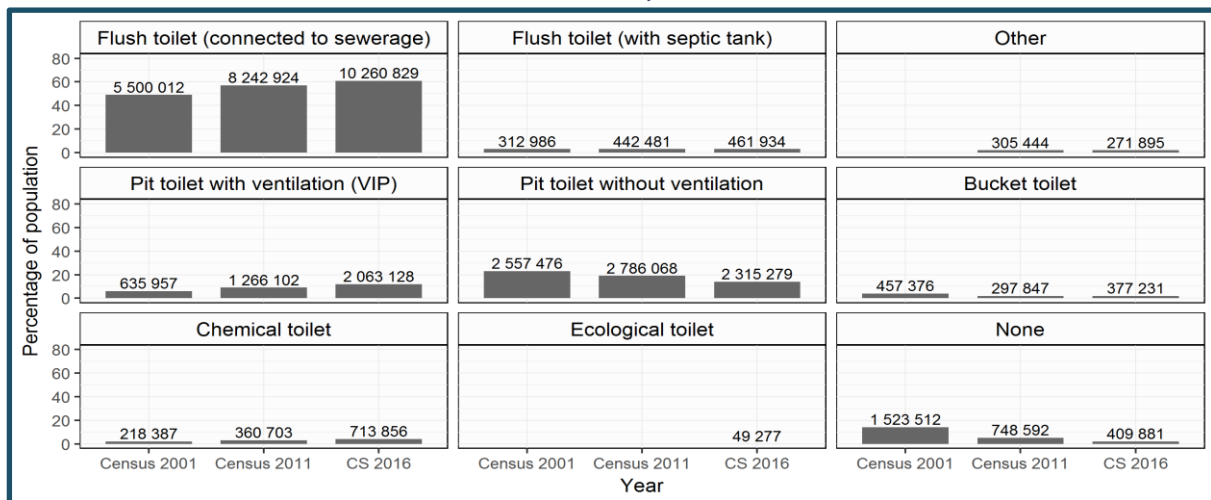 Flush toilet (connected to sewerage)
Flush toilet (with septic tank)
Other
80
60
40
20
0
5 500 012
8 242 924
10 260 829
312 986
442 481
461 934
305 444
271 895
Pit toilet with ventilation (VIP)
Pit toilet without ventilation
Bucket toilet
Percentage of population
80
60
40
20
0
635 957
1 266 102
2 063 128
2 557 476
2 786 068
2 315 279
457 376
297 847
377 231
Chemical toilet
Ecological toilet
None
80
60
40
20
0
218 387
360 703
713 856
49 277
1 523 512
748 592
409 881
Census 2001
Census 2011
CS 2016
Census 2001
Census 2011
CS 2016
Census 2001
Census 2011
CS 2016
Year